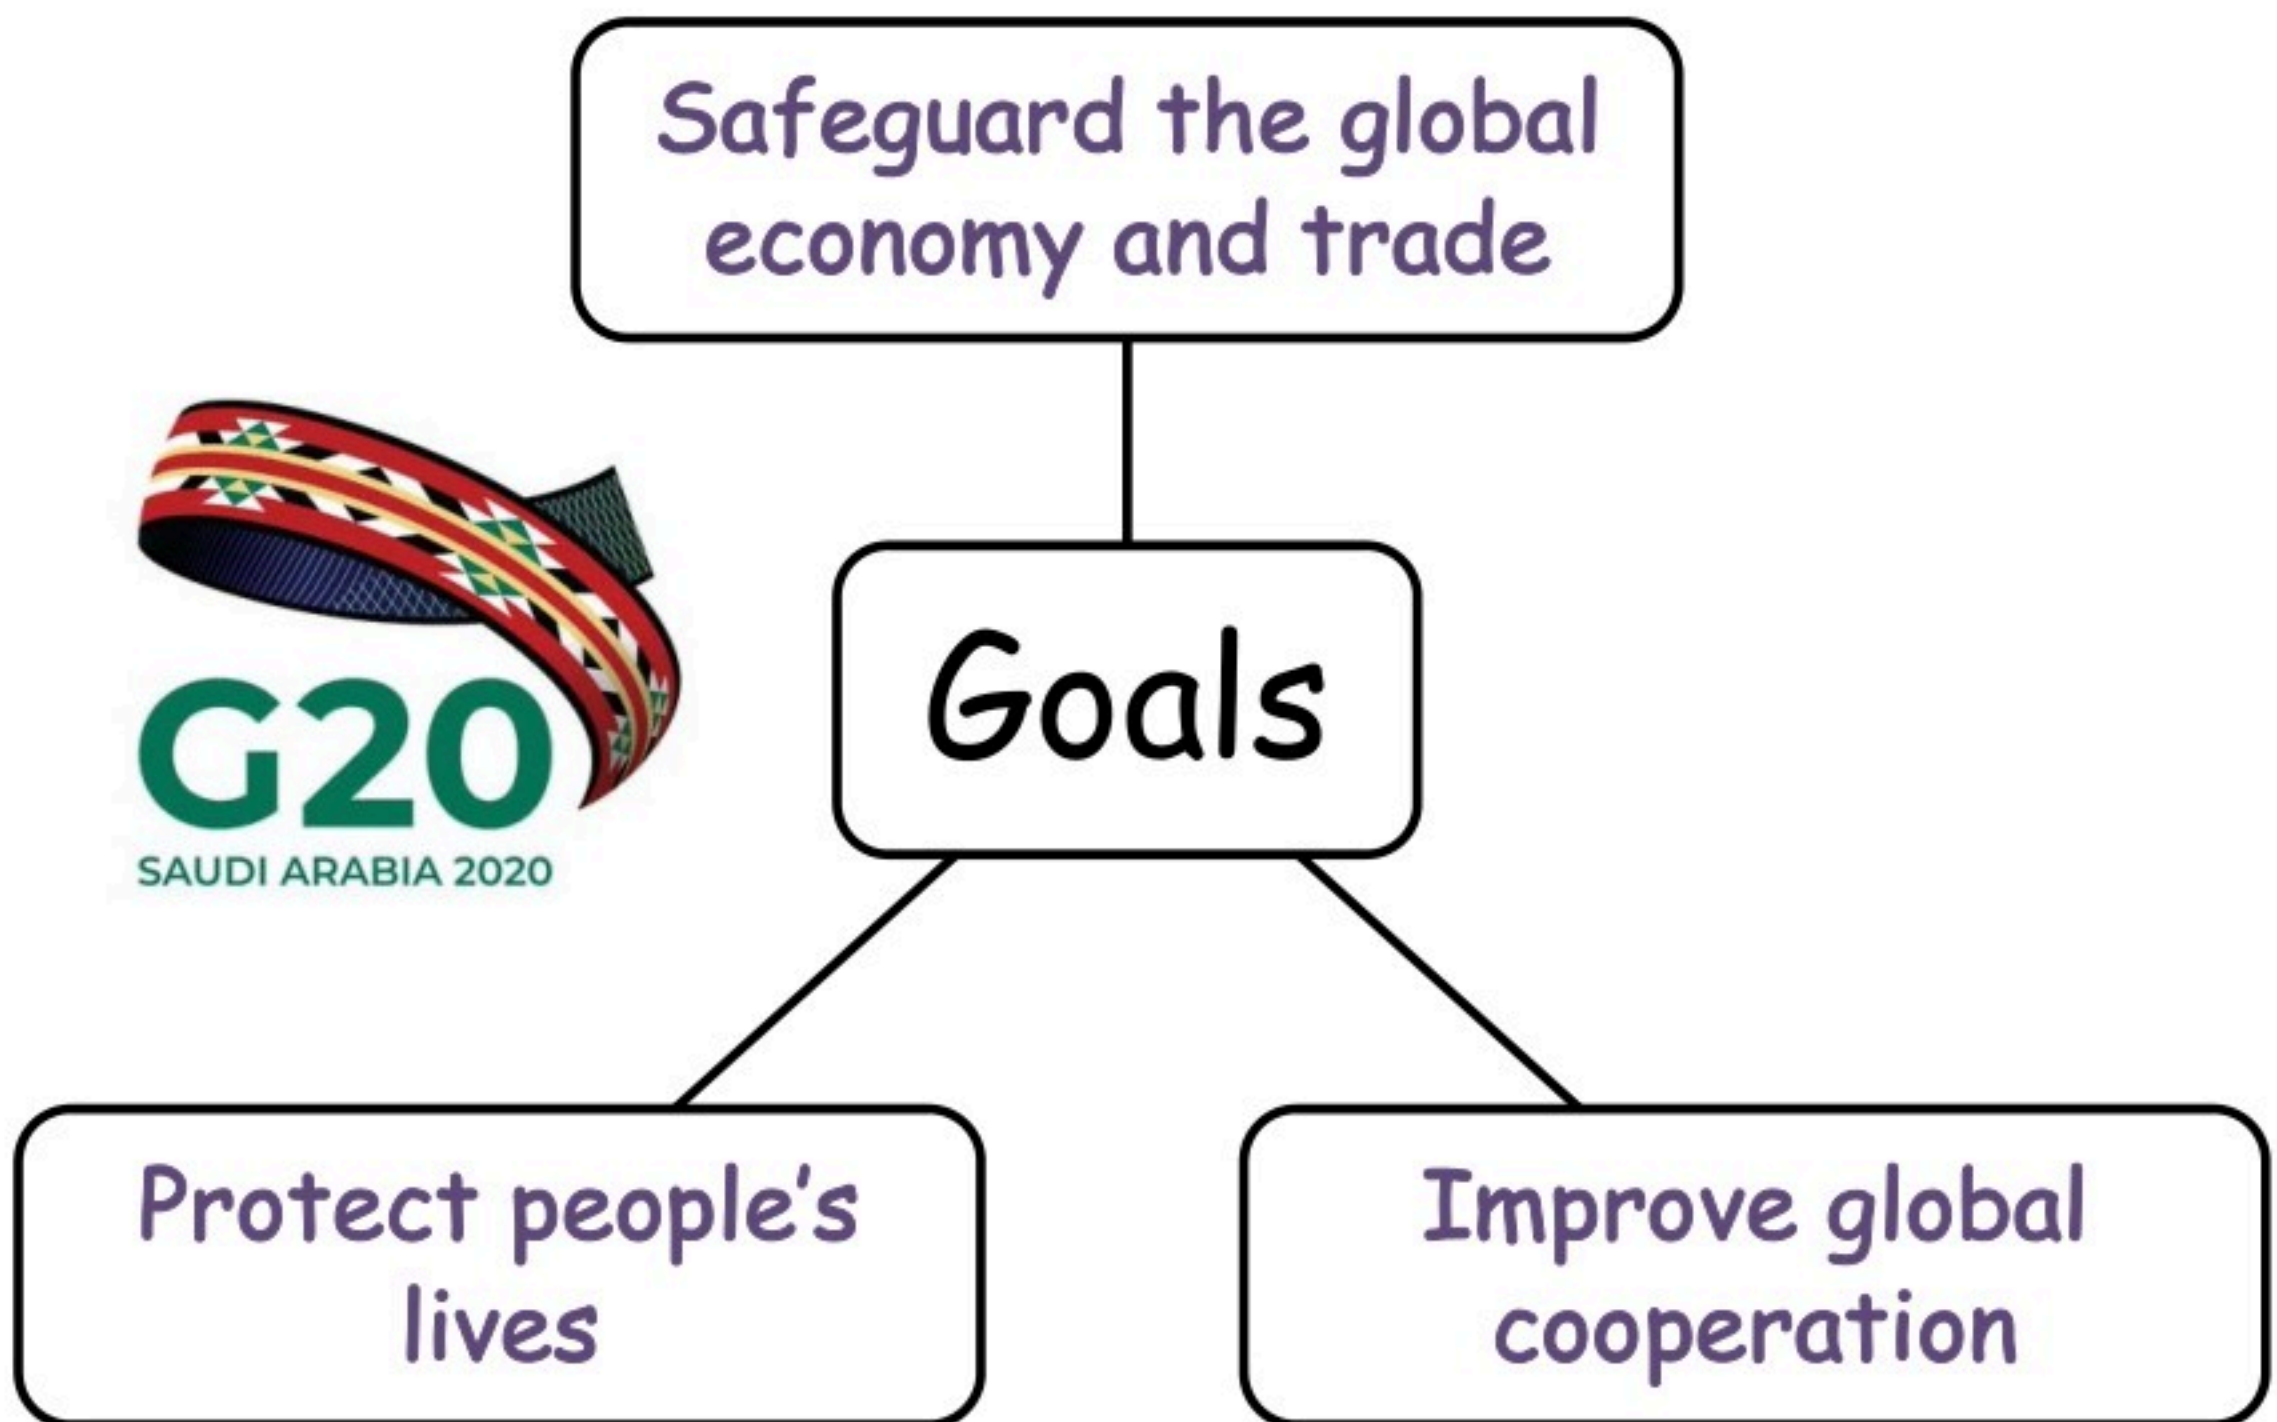 Safeguard the global
economy and trade
G20
SAUDI ARABIA 2020
Goals
Protect people's
lives
Improve global
cooperation